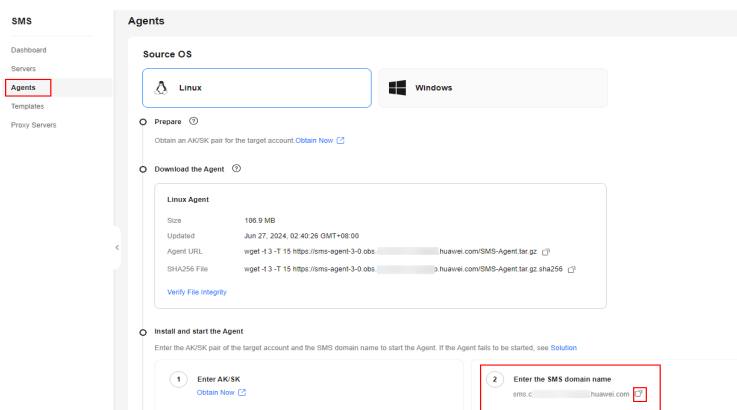 SMS
Dashboard
Servers
Agents
Templates
Proxy Servers
Agents
Source OS
Linux
Windows
Prepare
Obtain an AK/SK pair for the target account.Obtain Now
Download the Agent
Linux Agent
Size 106.9 MB
Updated Jun 27, 2024, 02:40:26 GMT+08:00
Agent URL wget -t 3 -T 15 https://sms-agent-3-0.obs. huawei.com/SMS-Agent.tar.gz
SHA256 File wget -t 3 -T 15 https://sms-agent-3-0.obs. .huawei.com/SMS-Agent.tar.gz.sha256
Verify File Integrity
Install and start the Agent
Enter the AK/SK pair of the target account and the SMS domain name to start the Agent. If the Agent fails to be started, see Solution
1 Enter AK/SK
Obtain Now
2 Enter the SMS domain name
sms.c huawei.com